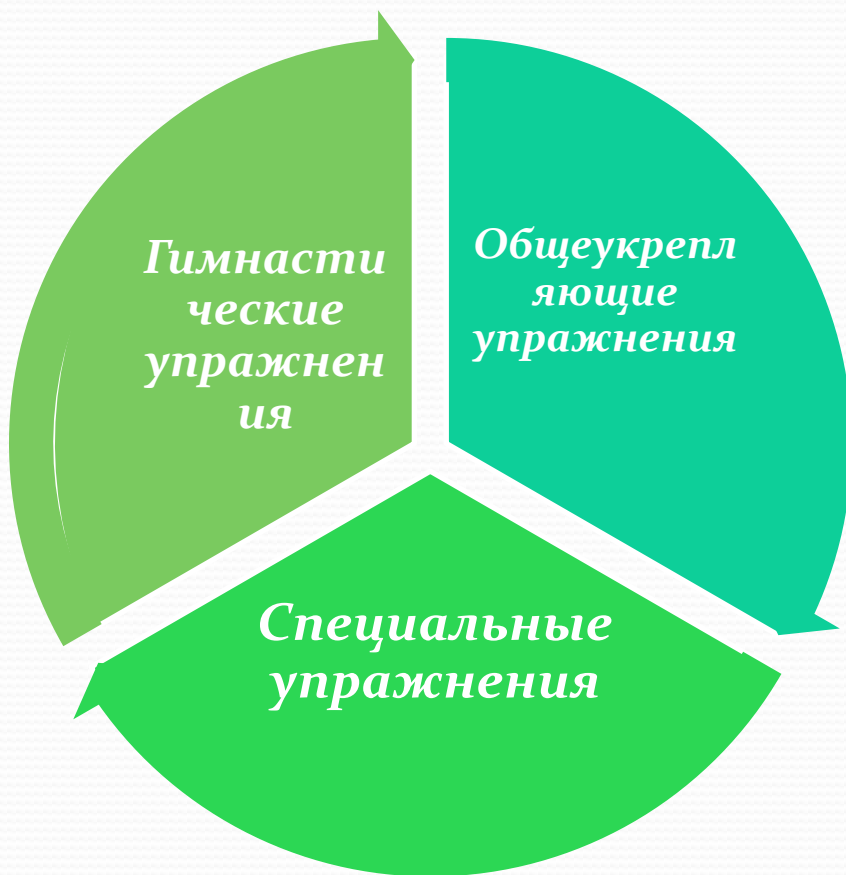 Гимнасти
ческие
упражнен
ия
Общеукрепл
яющие
упражнения
Специальные
упражнения